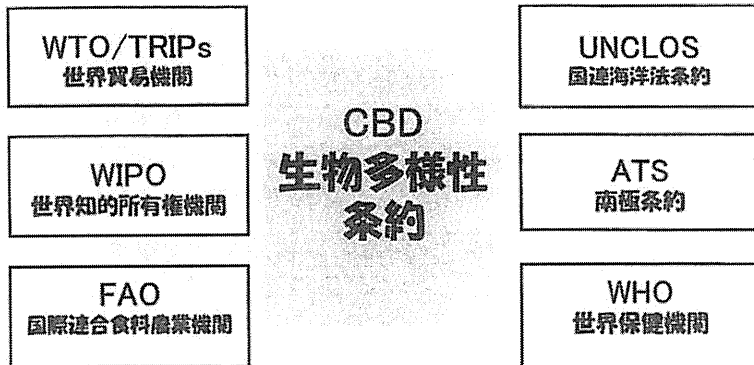 WTO/TRIPs
世界貿易機関
WIPO
世界知的所有権機関
FAO
国際連合食料農業機関
CBD
生物多様性
条約
UNCLOS
国連海洋法条約
ATS
南極条約
WHO
世界保健機関